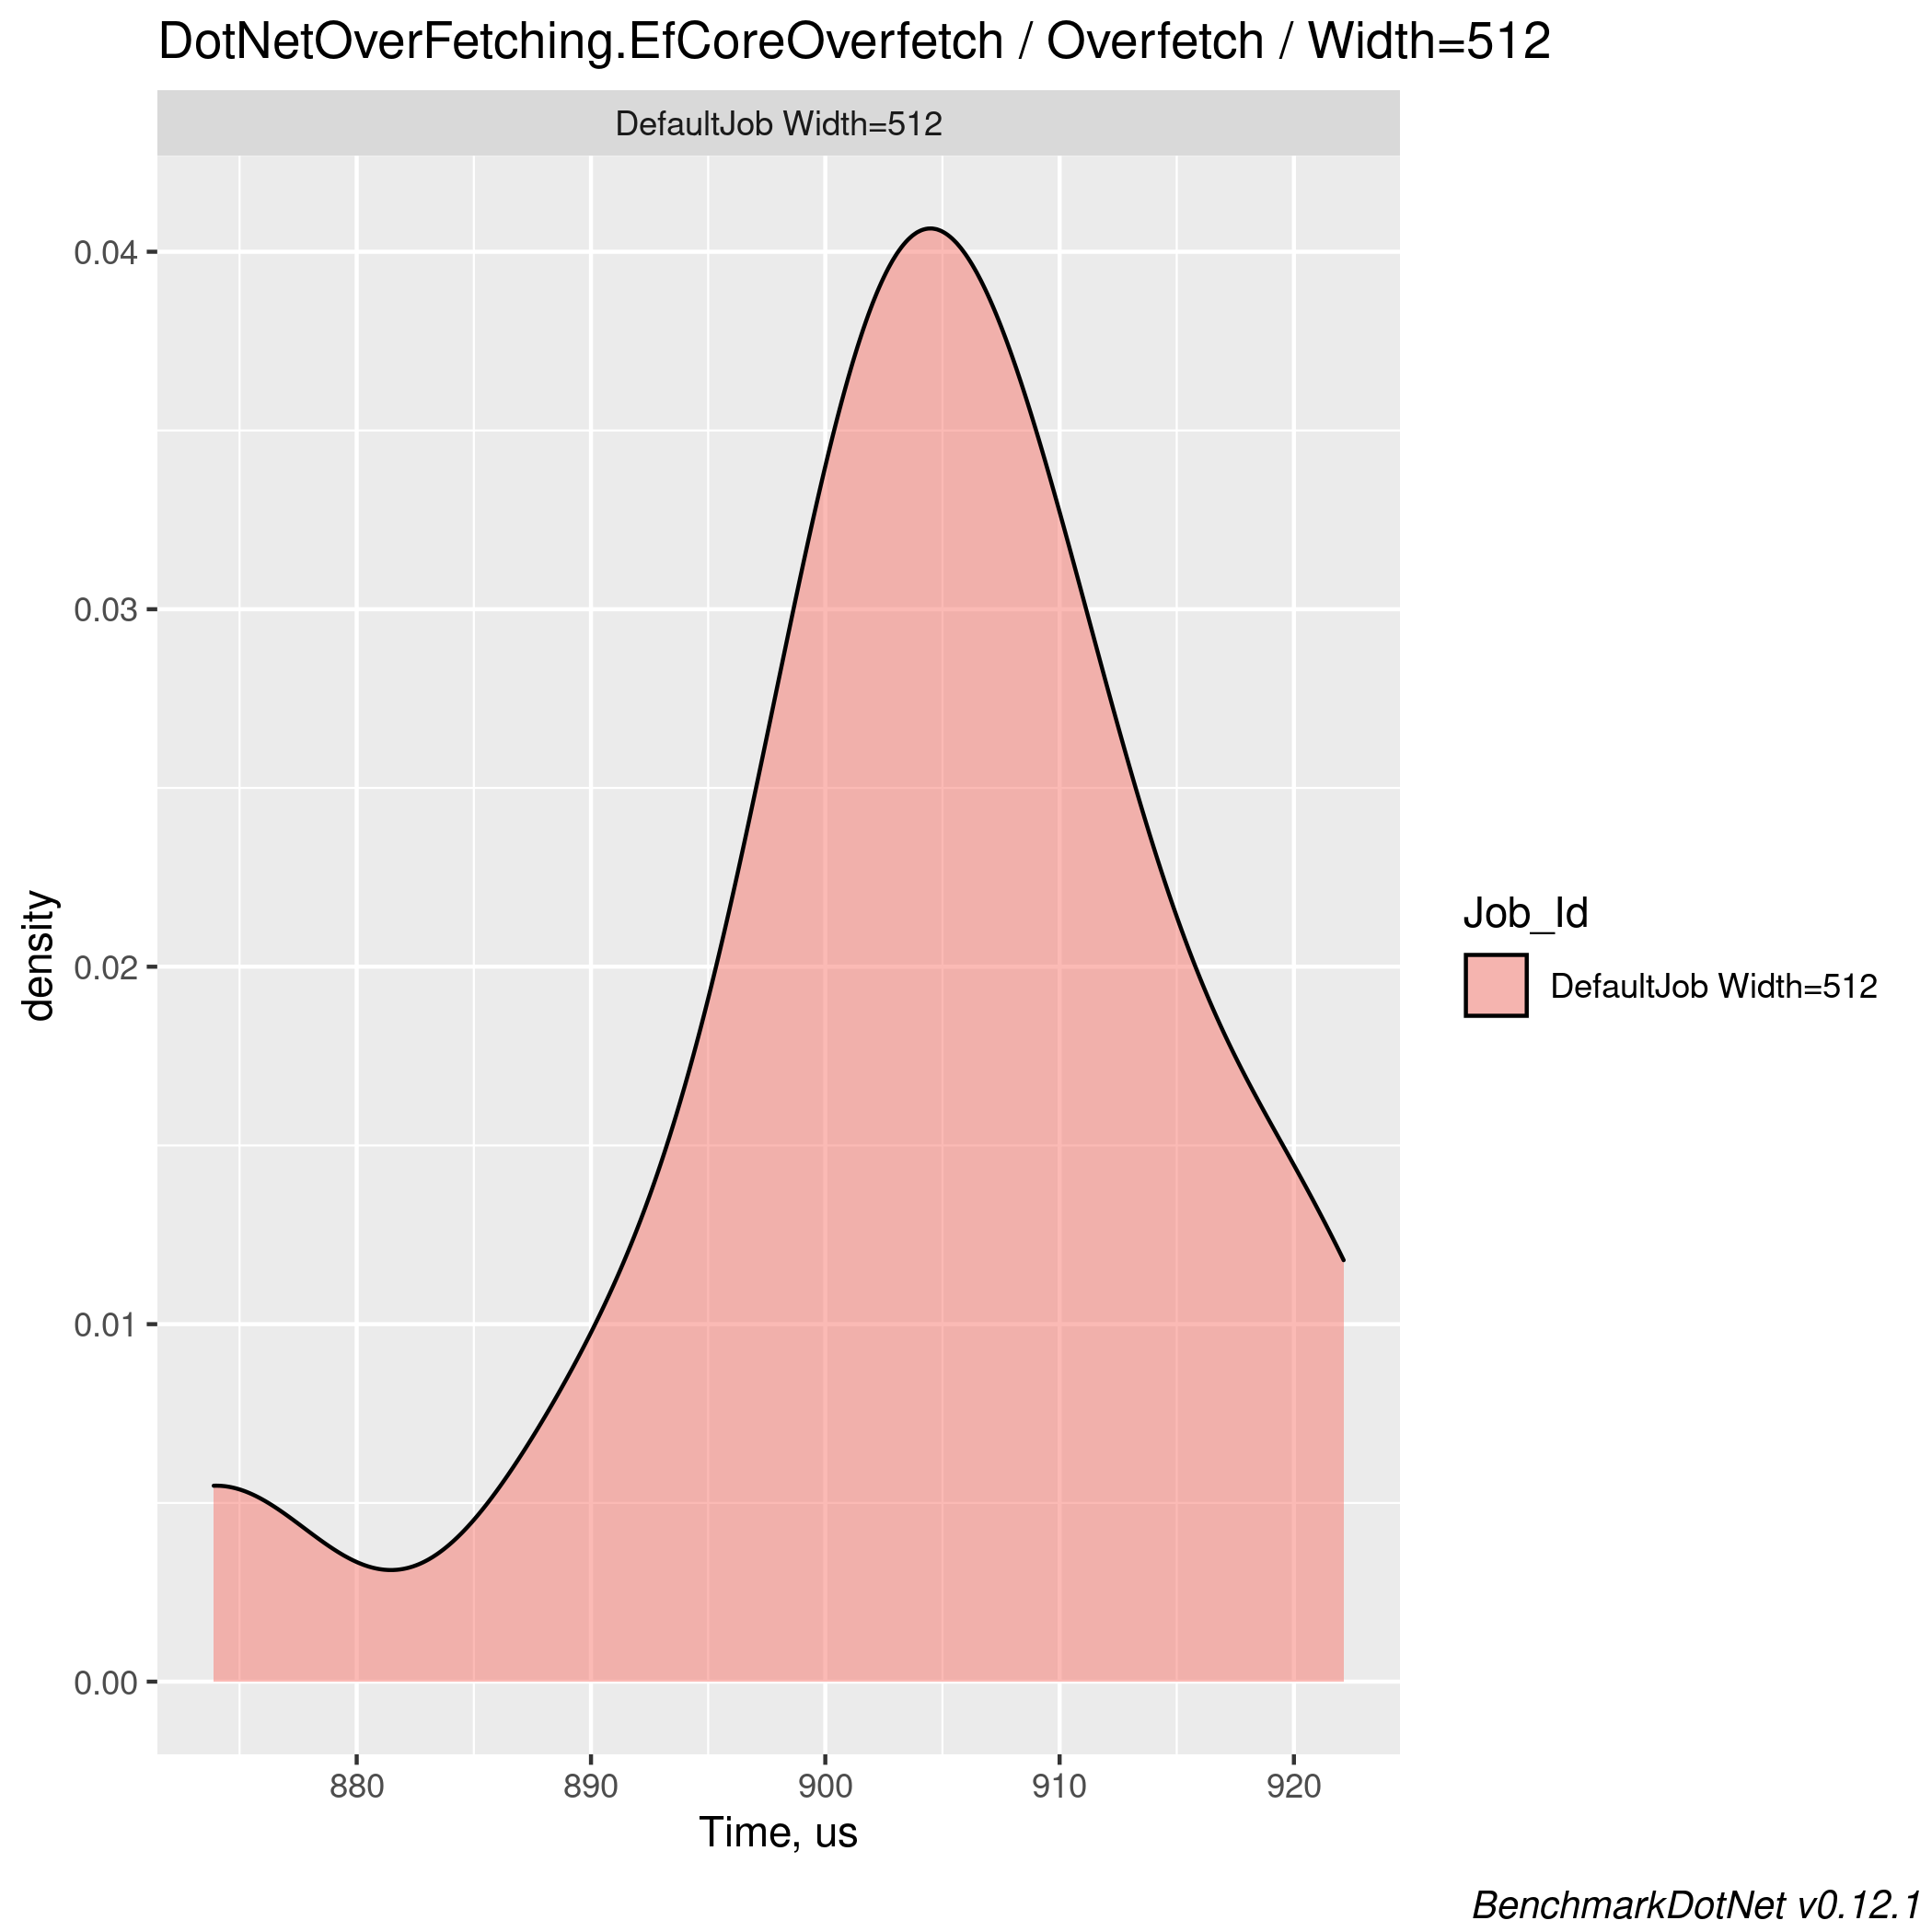 DotNetOverFetching.EfCoreOverfetch / Overfetch / Width=512
DefaultJob Width=512
0.04
0.03
0.02
0.01
0.00
density
880 890 900 910 920
Time, us
Job_Id
DefaultJob Width=512
BenchmarkDotNet v0.12.1